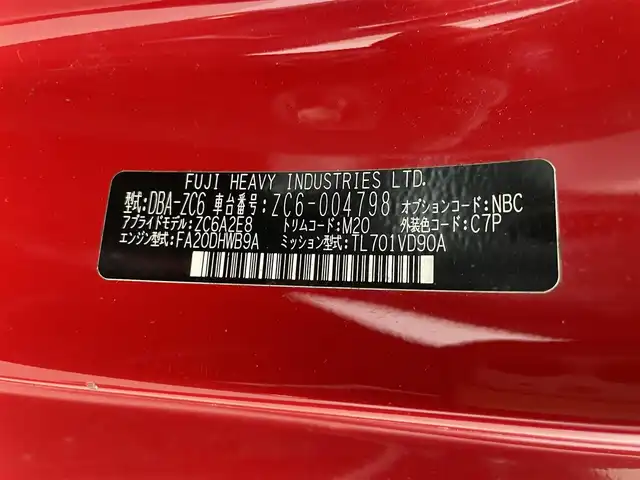 FUJI HEAVY INDUSTRIES LTD.
型式:DBA-ZC6 車台番号:ZC6-004798 オプションコード:NBC
アプライドモデル:ZC6A2E8 トリムコード:M20 外装色コード:C7P
エンジン型式:FA20DHWB9A ミッション型式:TL701VD90A